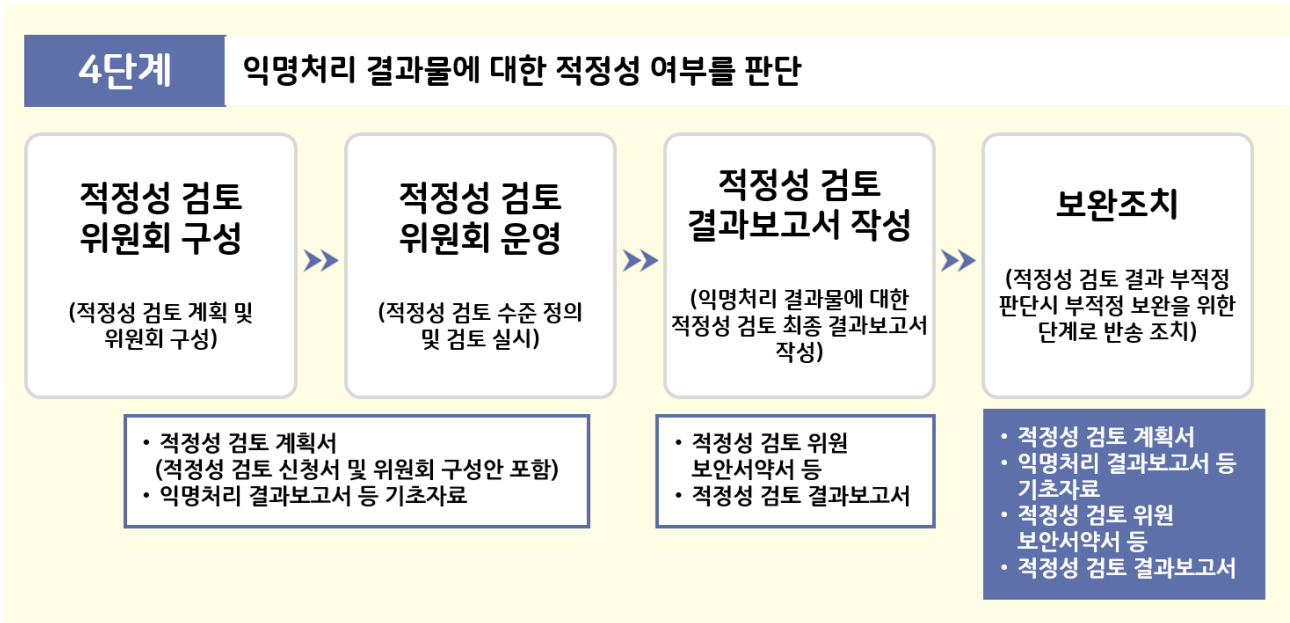 4단계
익명처리 결과물에 대한 적정성 여부를 판단
적정성 검토
위원회 구성
(적정성 검토 계획 및
위원회 구성)
적정성 검토
위원회 운영
(적정성 검토 수준 정의
및 검토 실시)
적정성 검토
결과보고서 작성
(익명처리 결과물에 대한
적정성 검토 최종 결과보고서
작성)
보완조치
(적정성 검토 결과 부적정
판단시 부적정 보완을 위한
단계로 반송 조치)
• 적정성 검토 계획서
(적정성 검토 신청서 및 위원회 구성안 포함)
• 익명처리 결과보고서 등 기초자료
• 적정성 검토 위원
보안서약서 등
• 적정성 검토 결과보고서
• 적정성 검토 계획서
• 익명처리 결과보고서 등
기초자료
• 적정성 검토 위원
보안서약서 등
• 적정성 검토 결과보고서